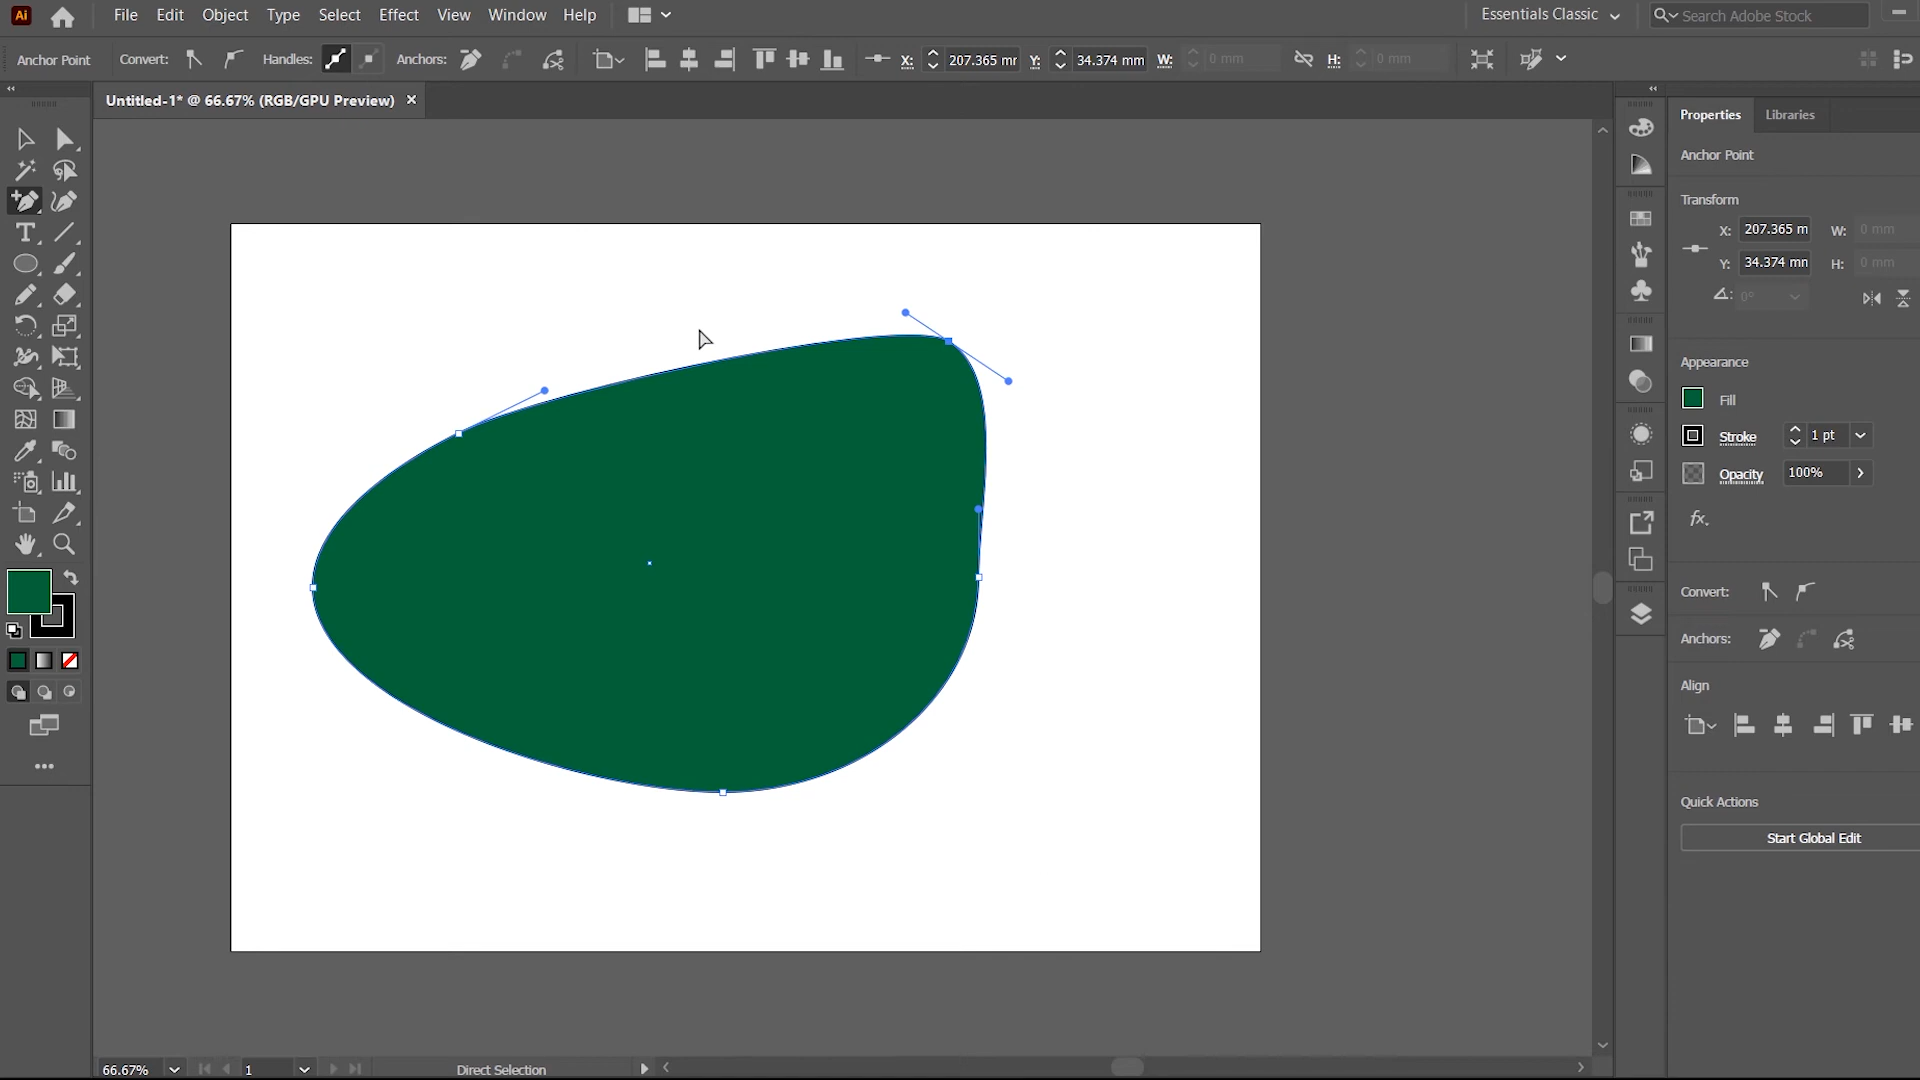 Ai File Edit Object Type Select Effect View Window Help Essentials Classic Search Adobe Stock
Anchor Point Convert: Handles: Anchors: X: 207.365 mr Y: 34.374 mm W: 0 mm H: 0 mm
Untitled-1* @ 66.67% (RGB/GPU Preview) ×
Properties Libraries
Anchor Point
Transform
X: 207.365 m W: 0 mm
Y: 34.374 mn H: 0 mm
0°
Appearance
Fill
Stroke 1 pt
Opacity 100%
fx.
Convert:
Anchors:
Align
Quick Actions
Start Global Edit
66.67% 1 Direct Selection